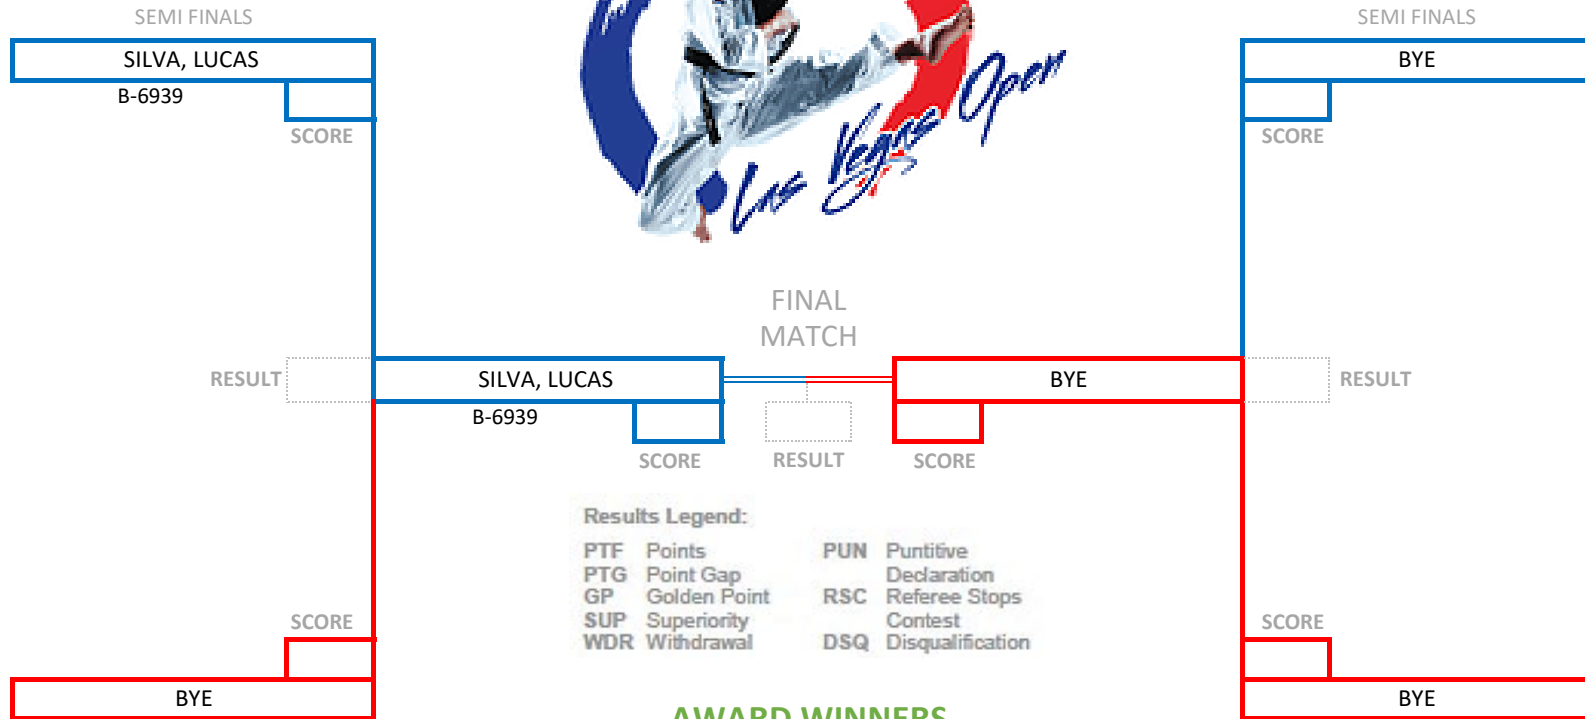 SEMI FINALS
SEMI FINALS
SILVA, LUCAS
BYE
B-6939
SCORE
SCORE
Las Vegas Open
FINAL
MATCH
RESULT
SILVA, LUCAS
BYE
RESULT
B-6939
SCORE
RESULT
SCORE
Results Legend:
PTF Points
PTG Point Gap
GP Golden Point
SUP Superiority
WDR Withdrawal
PUN Puntitive
Declaration
RSC Referee Stops
Contest
DSQ Disqualification
SCORE
SCORE
BYE
BYE
AWARD WINNERS